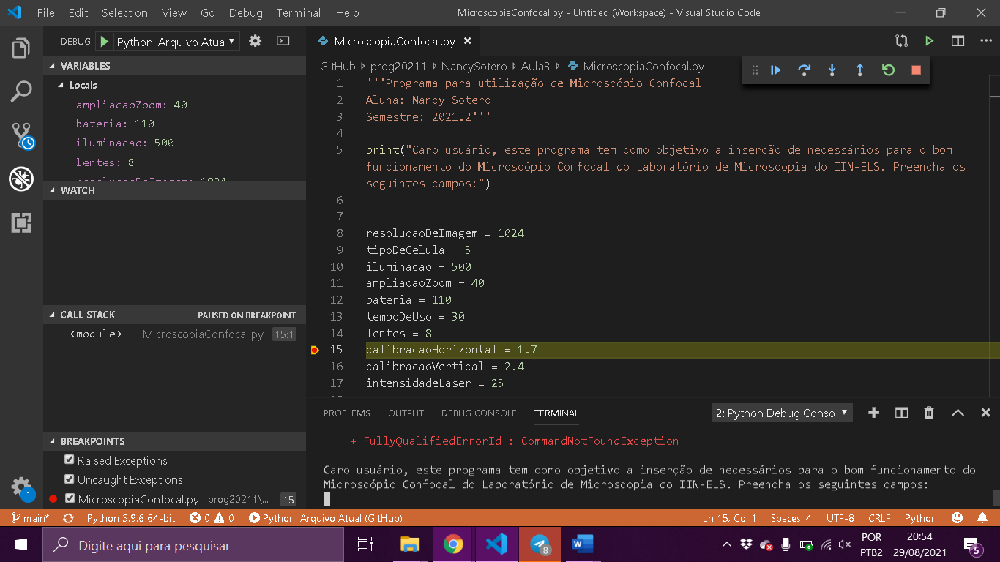 File Edit Selection View Go Debug Terminal Help MicroscopiaConfocal.py - Untitled (Workspace) - Visual Studio Code
DEBUG Python: Arquivo Atua
VARIABLES
Locals
ampliacaoZoom: 40
bateria: 110
iluminacao: 500
lentes: 8
resolucaoDeImagem: 1024
WATCH
CALL STACK PAUSED ON BREAKPOINT
<module> MicroscopiaConfocal.py 15:1
BREAKPOINTS
Raised Exceptions
Uncaught Exceptions
MicroscopiaConfocal.py prog20211\... 15
1
MicroscopiaConfocal.py
GitHub prog20211 NancySotero Aula3 MicroscopiaConfocal.py
1 '''Programa para utilização de Microscópio Confocal
2 Aluna: Nancy Sotero
3 Semestre: 2021.2'''
4
5 print("Caro usuário, este programa tem como objetivo a inserção de necessários para o bom
funcionamento do Microscópio Confocal do Laboratório de Microscopia do IIN-ELS. Preencha os
seguintes campos:")
6
7
8 resolucaoDeImagem = 1024
9 tipoDeCelula = 5
10 iluminacao = 500
11 ampliacaoZoom = 40
12 bateria = 110
13 tempoDeUso = 30
14 lentes = 8
15 calibracaoHorizontal = 1.7
16 calibracaoVertical = 2.4
17 intensidadeLaser = 25
PROBLEMS OUTPUT DEBUG CONSOLE TERMINAL 2: Python Debug Conso
+ FullyQualifiedErrorId : CommandNotFoundException
Caro usuário, este programa tem como objetivo a inserção de necessários para o bom funcionamento do
Microscópio Confocal do Laboratório de Microscopia do IIN-ELS. Preencha os seguintes campos:
main* Python 3.9.6 64-bit 0 0 Python: Arquivo Atual (GitHub) Ln 15, Col 1 Spaces: 4 UTF-8 CRLF Python
Digite aqui para pesquisar 8 POR 20:54
PTB2 29/08/2021 5